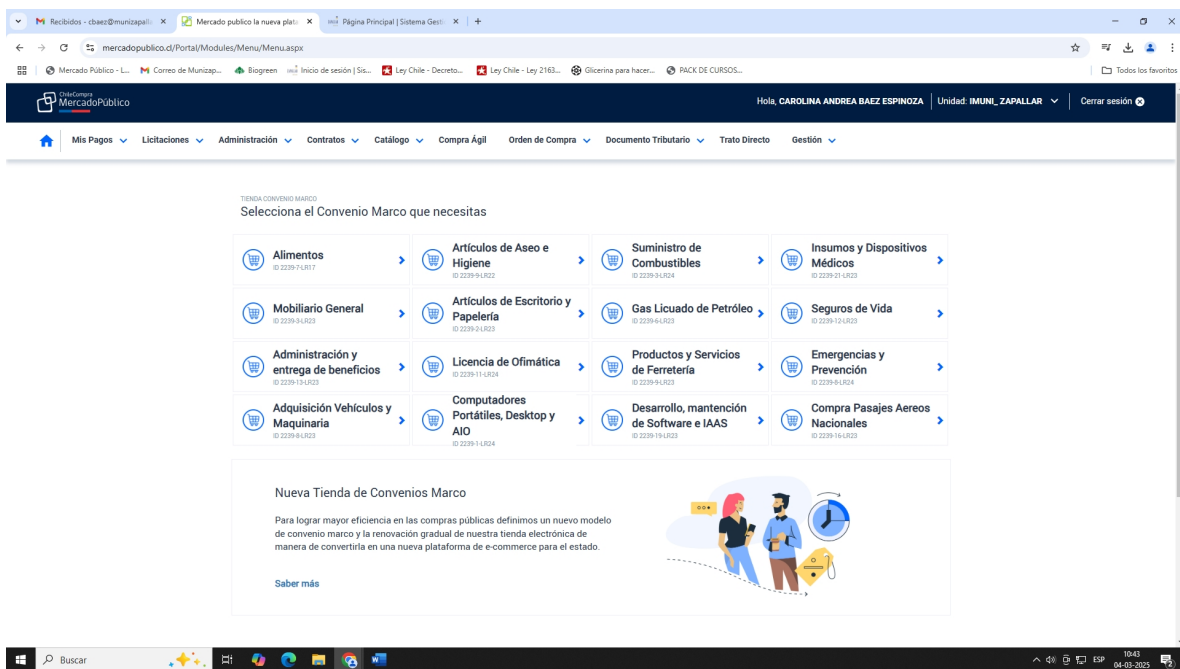 Recibidos - cbaez@munizapall
Mercado publico la nueva plata
Página Principal | Sistema Gesti
mercadopublico.cl/Portal/Modules/Menu/Menu.aspx
Mercado Público - L...
Correo de Munizap...
Biogreen
Inicio de sesión | Sis...
Ley Chile - Decreto...
Ley Chile - Ley 2163...
Glicerina para hacer...
PACK DE CURSOS...
Todos los favoritos
ChileCompra
MercadoPúblico
Hola, CAROLINA ANDREA BAEZ ESPINOZA
Unidad: IMUNI_ ZAPALLAR
Cerrar sesión
Mis Pagos
Licitaciones
Administración
Contratos
Catálogo
Compra Ágil
Orden de Compra
Documento Tributario
Trato Directo
Gestión
TIENDA CONVENIO MARCO
Selecciona el Convenio Marco que necesitas
Alimentos
ID 2239-7-LR17
Artículos de Aseo e
Higiene
ID 2239-9-LR22
Suministro de
Combustibles
ID 2239-3-LR24
Insumos y Dispositivos
Médicos
ID 2239-21-LR23
Mobiliario General
ID 2239-3-LR23
Artículos de Escritorio y
Papelería
ID 2239-2-LR23
Gas Licuado de Petróleo
ID 2239-6-LR23
Seguros de Vida
ID 2239-12-LR23
Administración y
entrega de beneficios
ID 2239-13-LR23
Licencia de Ofimática
ID 2239-11-LR24
Productos y Servicios
de Ferretería
ID 2239-9-LR23
Emergencias y
Prevención
ID 2239-8-LR24
Adquisición Vehículos y
Maquinaria
ID 2239-8-LR23
Computadores
Portátiles, Desktop y
AIO
ID 2239-1-LR24
Desarrollo, mantención
de Software e IAAS
ID 2239-19-LR23
Compra Pasajes Aereos
Nacionales
ID 2239-16-LR23
Nueva Tienda de Convenios Marco
Para lograr mayor eficiencia en las compras públicas definimos un nuevo modelo
de convenio marco y la renovación gradual de nuestra tienda electrónica de
manera de convertirla en una nueva plataforma de e-commerce para el estado.
Saber más
Buscar
ESP
10:43
04-03-2025